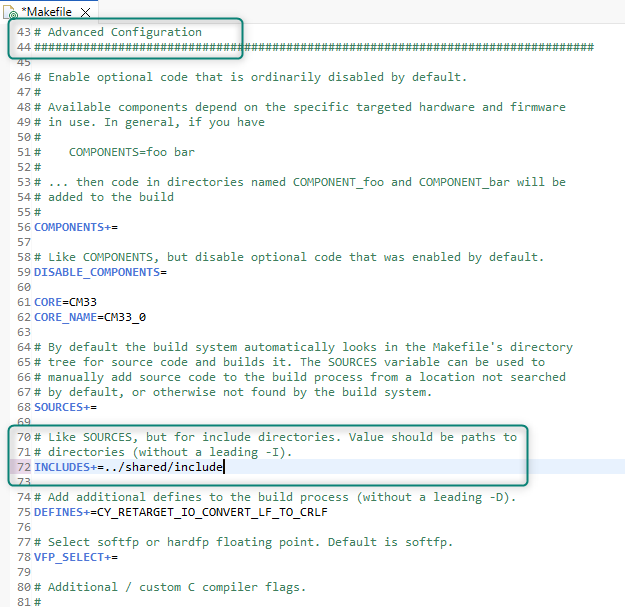 *Makefile
43 # Advanced Configuration
44 ################################################################################
45
46 # Enable optional code that is ordinarily disabled by default.
47 #
48 # Available components depend on the specific targeted hardware and firmware
49 # in use. In general, if you have
50 #
51 #    COMPONENTS=foo bar
52 #
53 # ... then code in directories named COMPONENT_foo and COMPONENT_bar will be
54 # added to the build
55 #
56 COMPONENTS+=
57
58 # Like COMPONENTS, but disable optional code that was enabled by default.
59 DISABLE_COMPONENTS=
60
61 CORE=CM33
62 CORE_NAME=CM33_0
63
64 # By default the build system automatically looks in the Makefile's directory
65 # tree for source code and builds it. The SOURCES variable can be used to
66 # manually add source code to the build process from a location not searched
67 # by default, or otherwise not found by the build system.
68 SOURCES+=
69
70 # Like SOURCES, but for include directories. Value should be paths to
71 # directories (without a leading -I).
72 INCLUDES+=../shared/include
73
74 # Add additional defines to the build process (without a leading -D).
75 DEFINES+=CY_RETARGET_IO_CONVERT_LF_TO_CRLF
76
77 # Select softfp or hardfp floating point. Default is softfp.
78 VFP_SELECT+=
79
80 # Additional / custom C compiler flags.
81 #